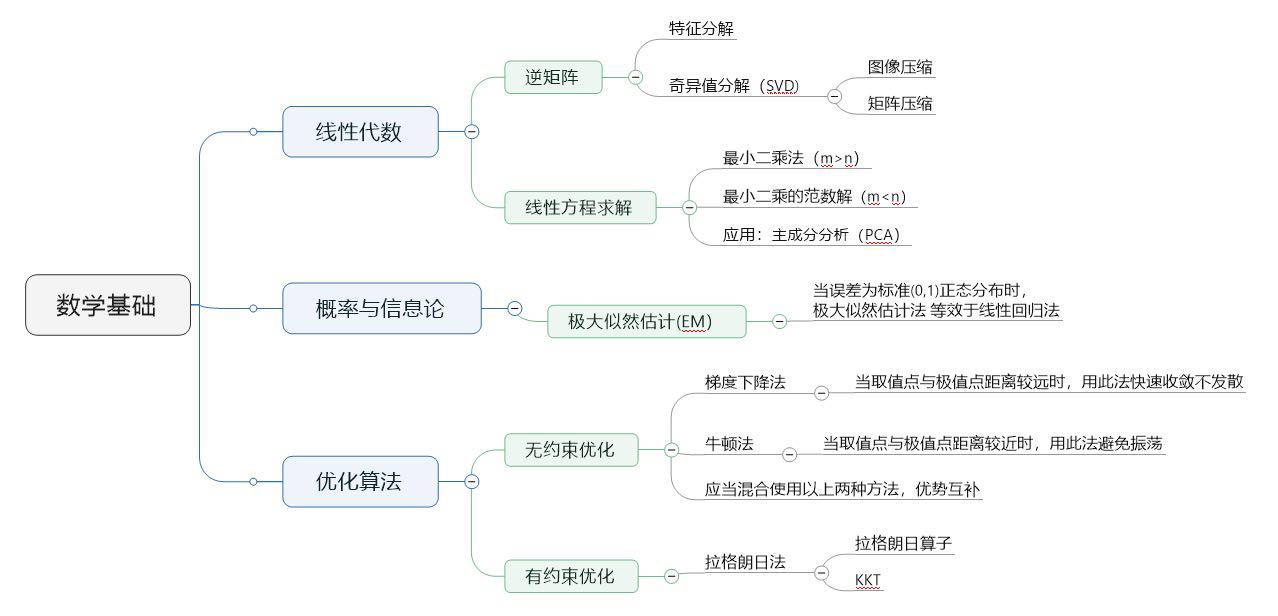 数学基础
线性代数
逆矩阵
特征分解
奇异值分解（SVD）
图像压缩
矩阵压缩
线性方程求解
最小二乘法（m>n）
最小二乘的范数解（m<n）
应用：主成分分析（PCA）
概率与信息论
极大似然估计(EM）
当误差为标准(0,1)正态分布时，
极大似然估计法 等效于线性回归法
优化算法
无约束优化
梯度下降法
当取值点与极值点距离较远时，用此法快速收敛不发散
牛顿法
当取值点与极值点距离较近时，用此法避免振荡
应当混合使用以上两种方法，优势互补
有约束优化
拉格朗日法
拉格朗日算子
KKT